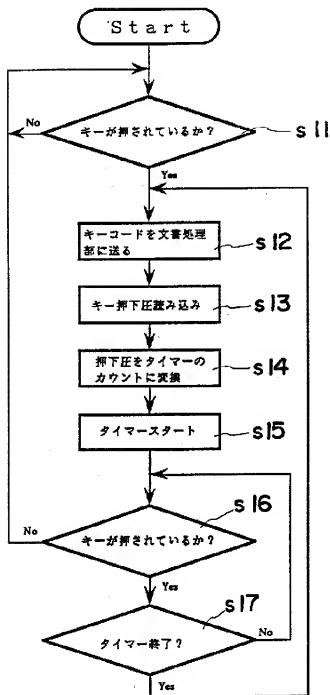 Start
No
キーが押されているか？
s11
Yes
キーコードを文書処理
部に送る
s12
キー押下圧読み込み
s13
押下圧をタイマーの
カウントに変換
s14
タイマースタート
s15
s16
No
キーが押されているか？
Yes
s17
タイマー終了？
No
Yes